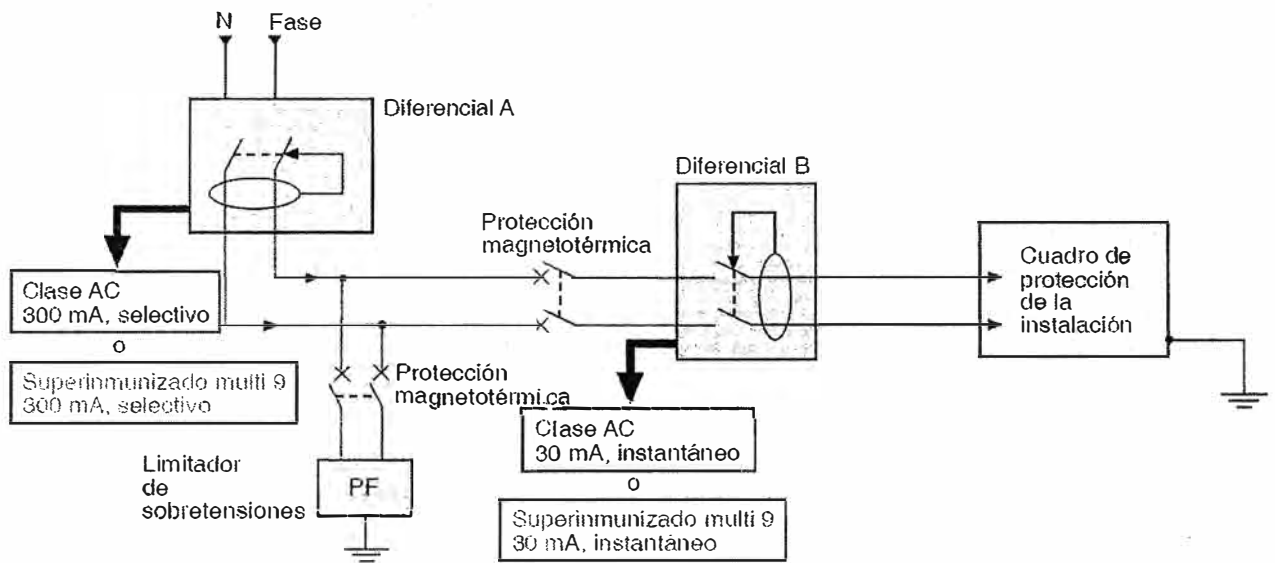 N Fase
Diferencial A
Diferencial B
Protección
magnetotérmica
Cuadro de
protección
de la
instalación
Clase AC
300 mA, selectivo
o
Superinmunizado multi 9
300 mA, selectivo
Protección
magnetotérmica
Clase AC
30 mA, instantáneo
o
Superinmunizado multi 9
30 mA, instantáneo
Limitador
de
sobretensiones
PF